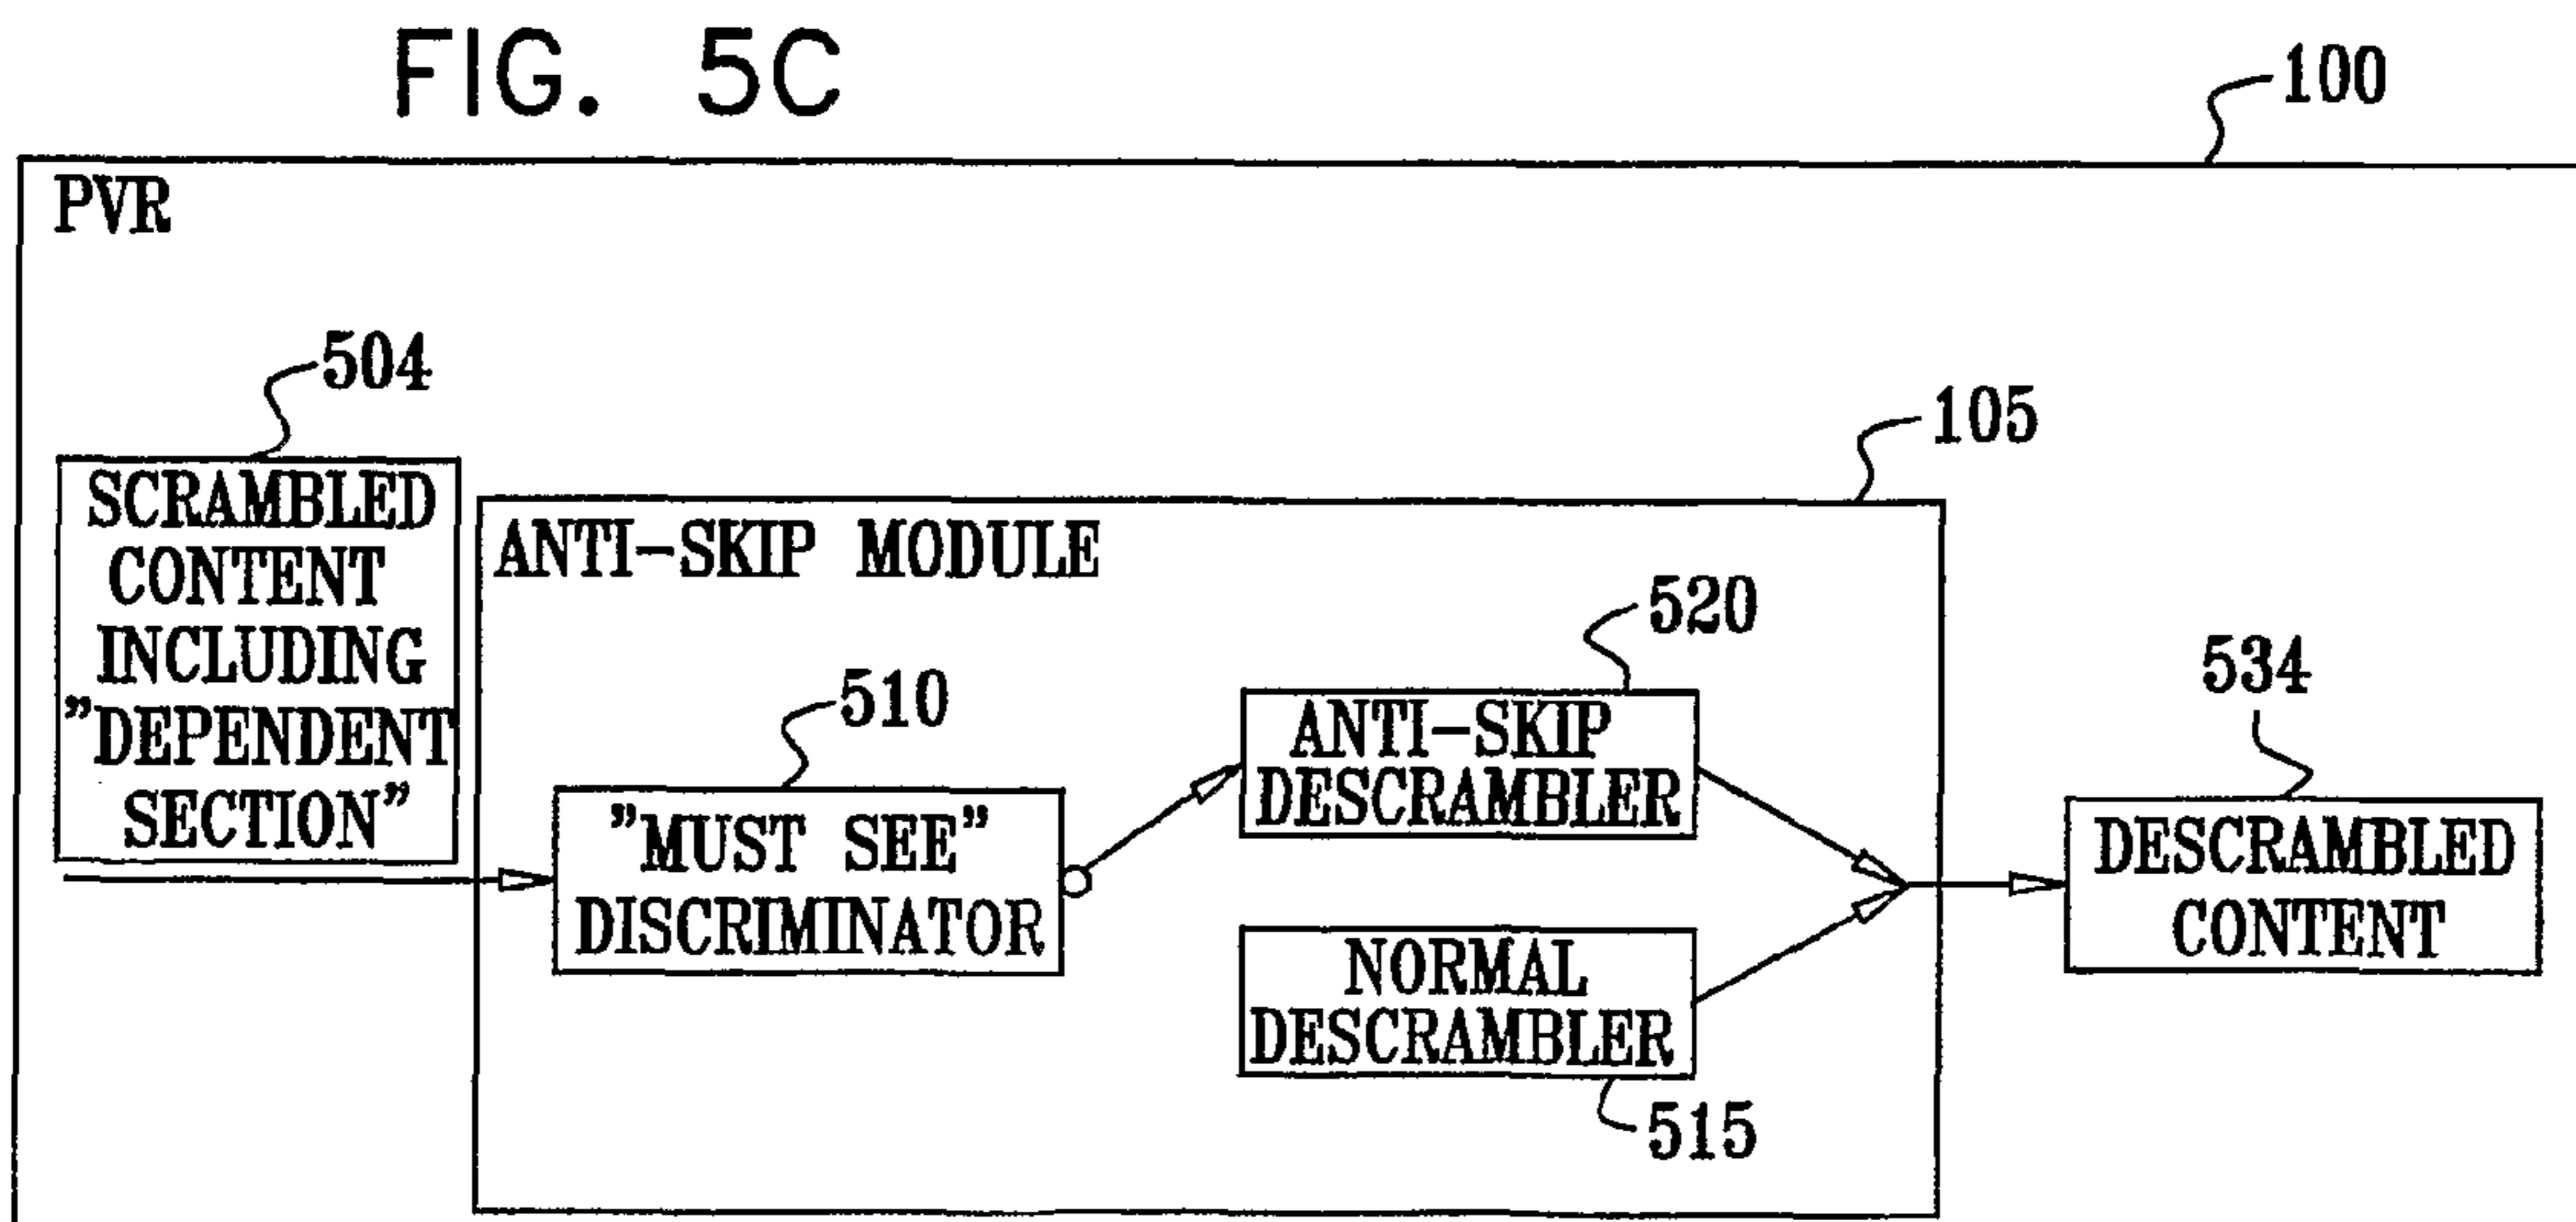 FIG. 5C
100
PVR
504
SCRAMBLED
CONTENT
INCLUDING
"DEPENDENT
SECTION"
105
ANTI-SKIP MODULE
510
"MUST SEE"
DISCRIMINATOR
520
ANTI-SKIP
DESCRAMBLER
NORMAL
DESCRAMBLER
515
534
DESCRAMBLED
CONTENT